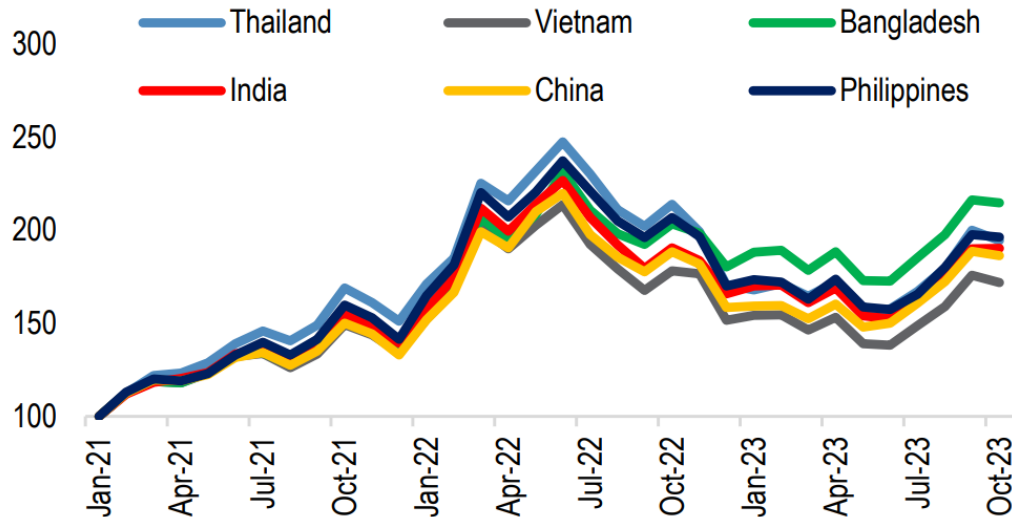 Thailand Vietnam Bangladesh
India China Philippines
300
250
200
150
100
Jan-21 Apr-21 Jul-21 Oct-21 Jan-22 Apr-22 Jul-22 Oct-22 Jan-23 Apr-23 Jul-23 Oct-23